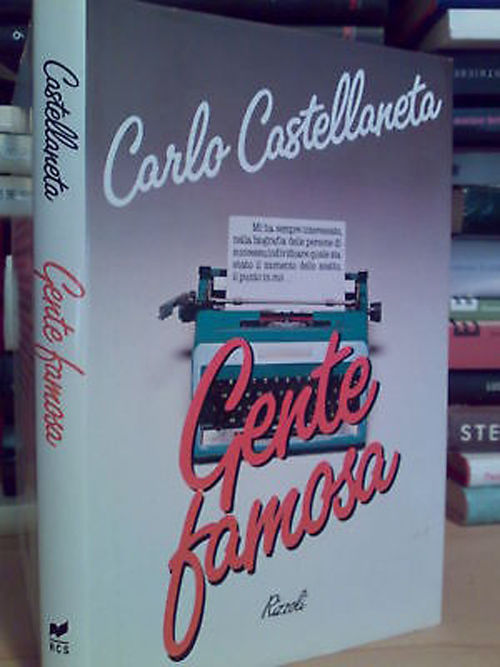 Castellaneta
Gente famosa
RCS
Carlo Castellaneta
Mi ha sempre interessato,
nella biografia delle persone di
successo, individuare quale sia
stato il momento dello scatto,
il punto in cui
Gente
famosa
Rizzoli
STE